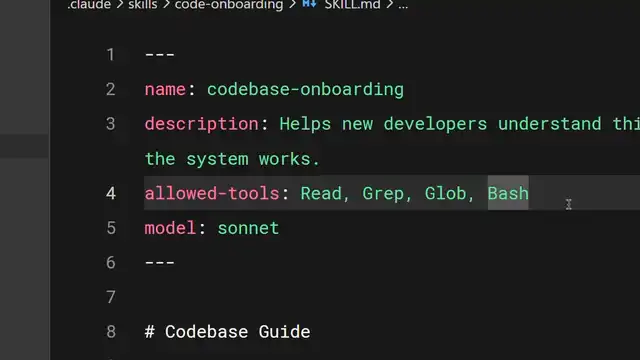 .claude > skills > code-onboarding > SKILL.md > ...
1 ---
2 name: codebase-onboarding
3 description: Helps new developers understand thi
the system works.
4 allowed-tools: Read, Grep, Glob, Bash
5 model: sonnet
6 ---
7
8 # Codebase Guide